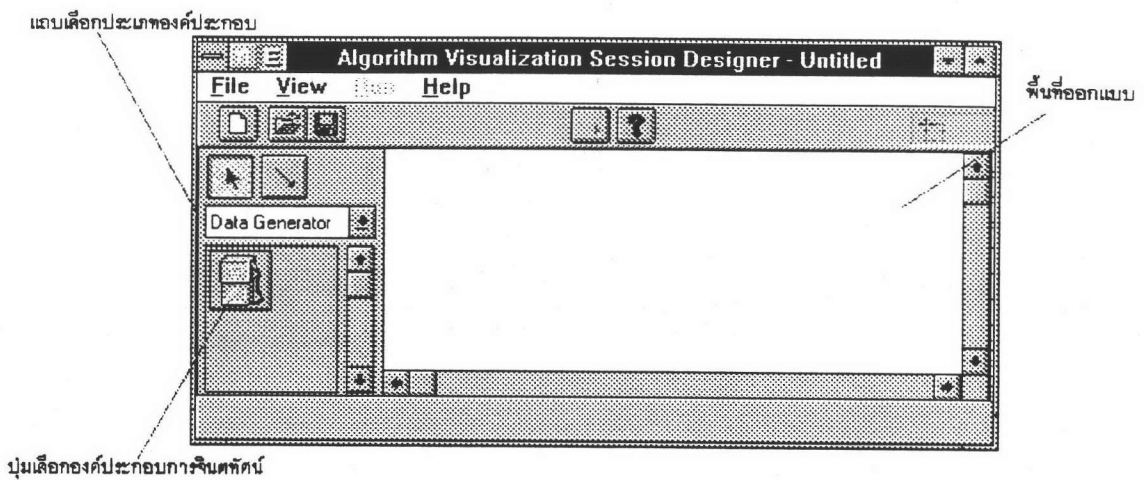 แถบเลือกประเภทองค์ประกอบ
Algorithm Visualization Session Designer - Untitled
File View Run Help
พื้นที่ออกแบบ
Data Generator
ปุ่มเลือกองค์ประกอบการจินตทัศน์